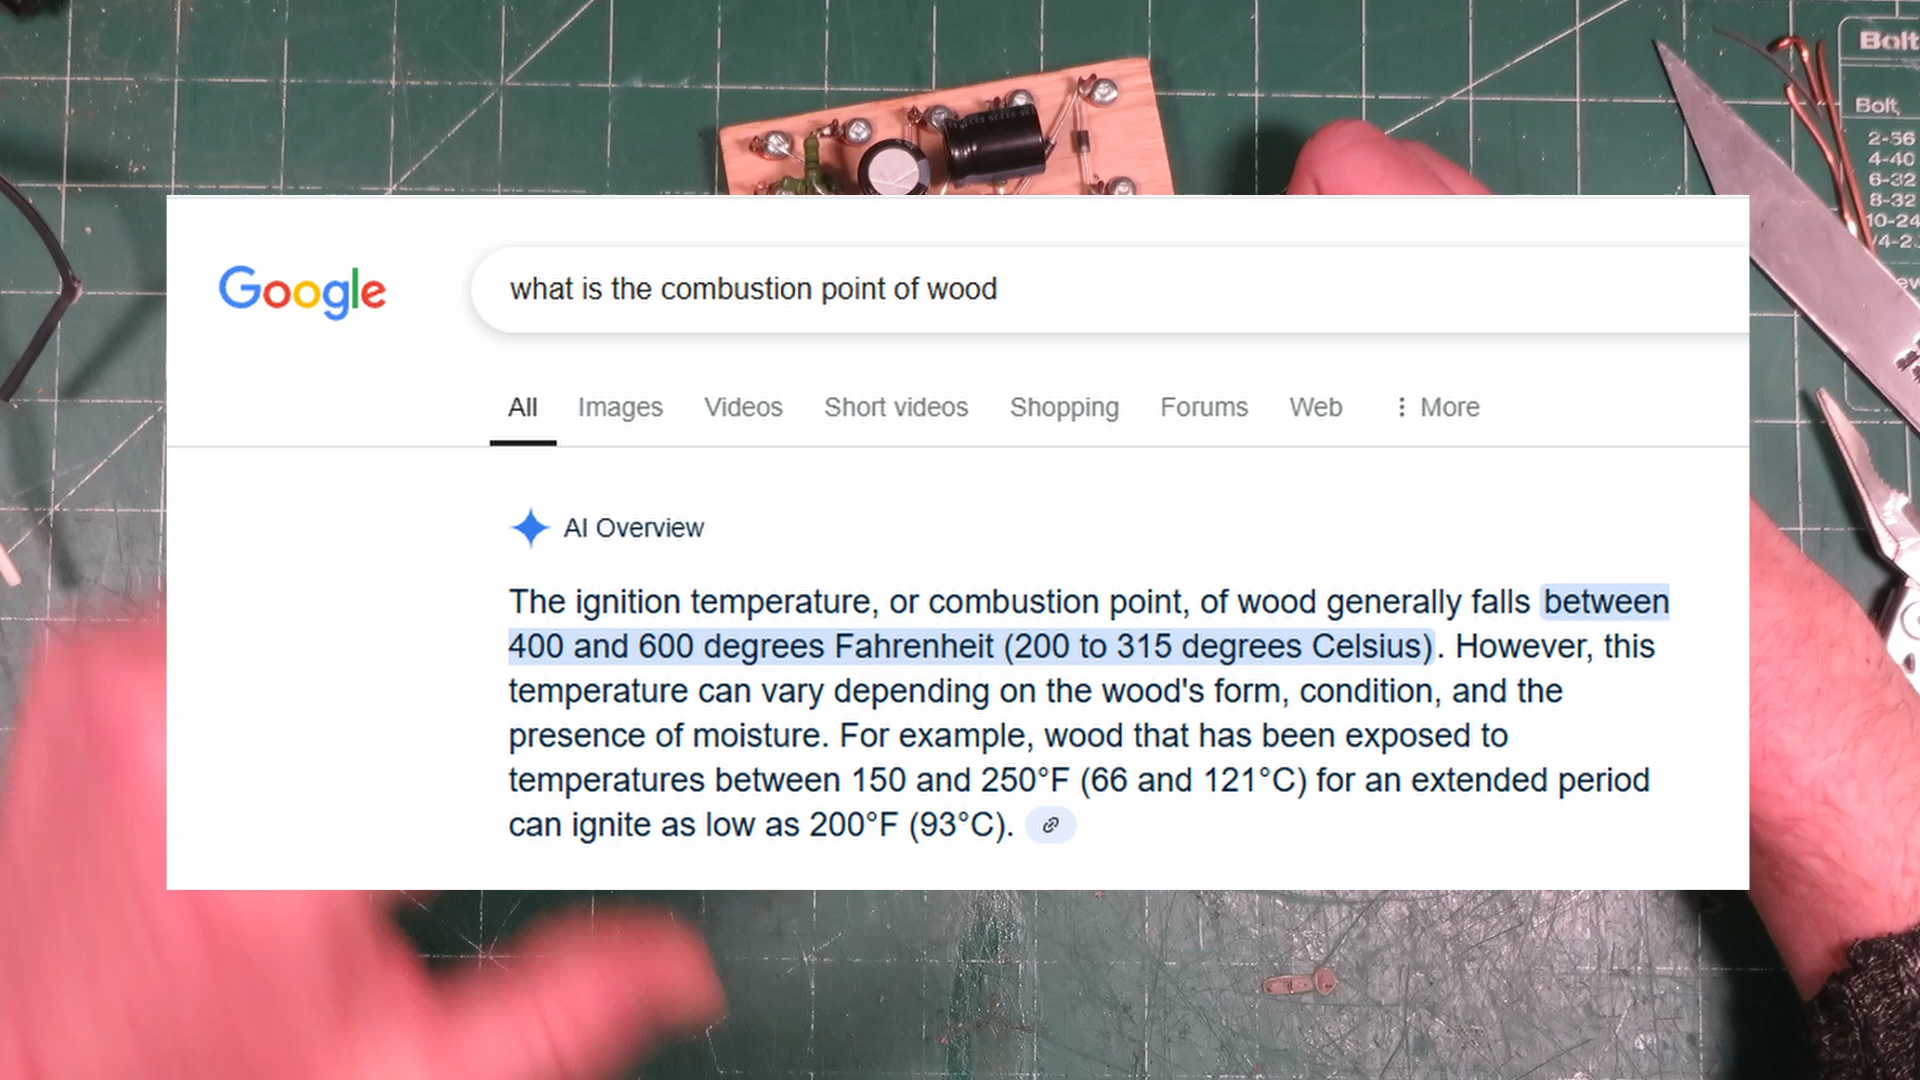 Bolt
Bolt,
2-56
4-40
6-32
8-32
10-24
Google
what is the combustion point of wood
All Images Videos Short videos Shopping Forums Web More
AI Overview
The ignition temperature, or combustion point, of wood generally falls between
400 and 600 degrees Fahrenheit (200 to 315 degrees Celsius). However, this
temperature can vary depending on the wood's form, condition, and the
presence of moisture. For example, wood that has been exposed to
temperatures between 150 and 250°F (66 and 121°C) for an extended period
can ignite as low as 200°F (93°C).